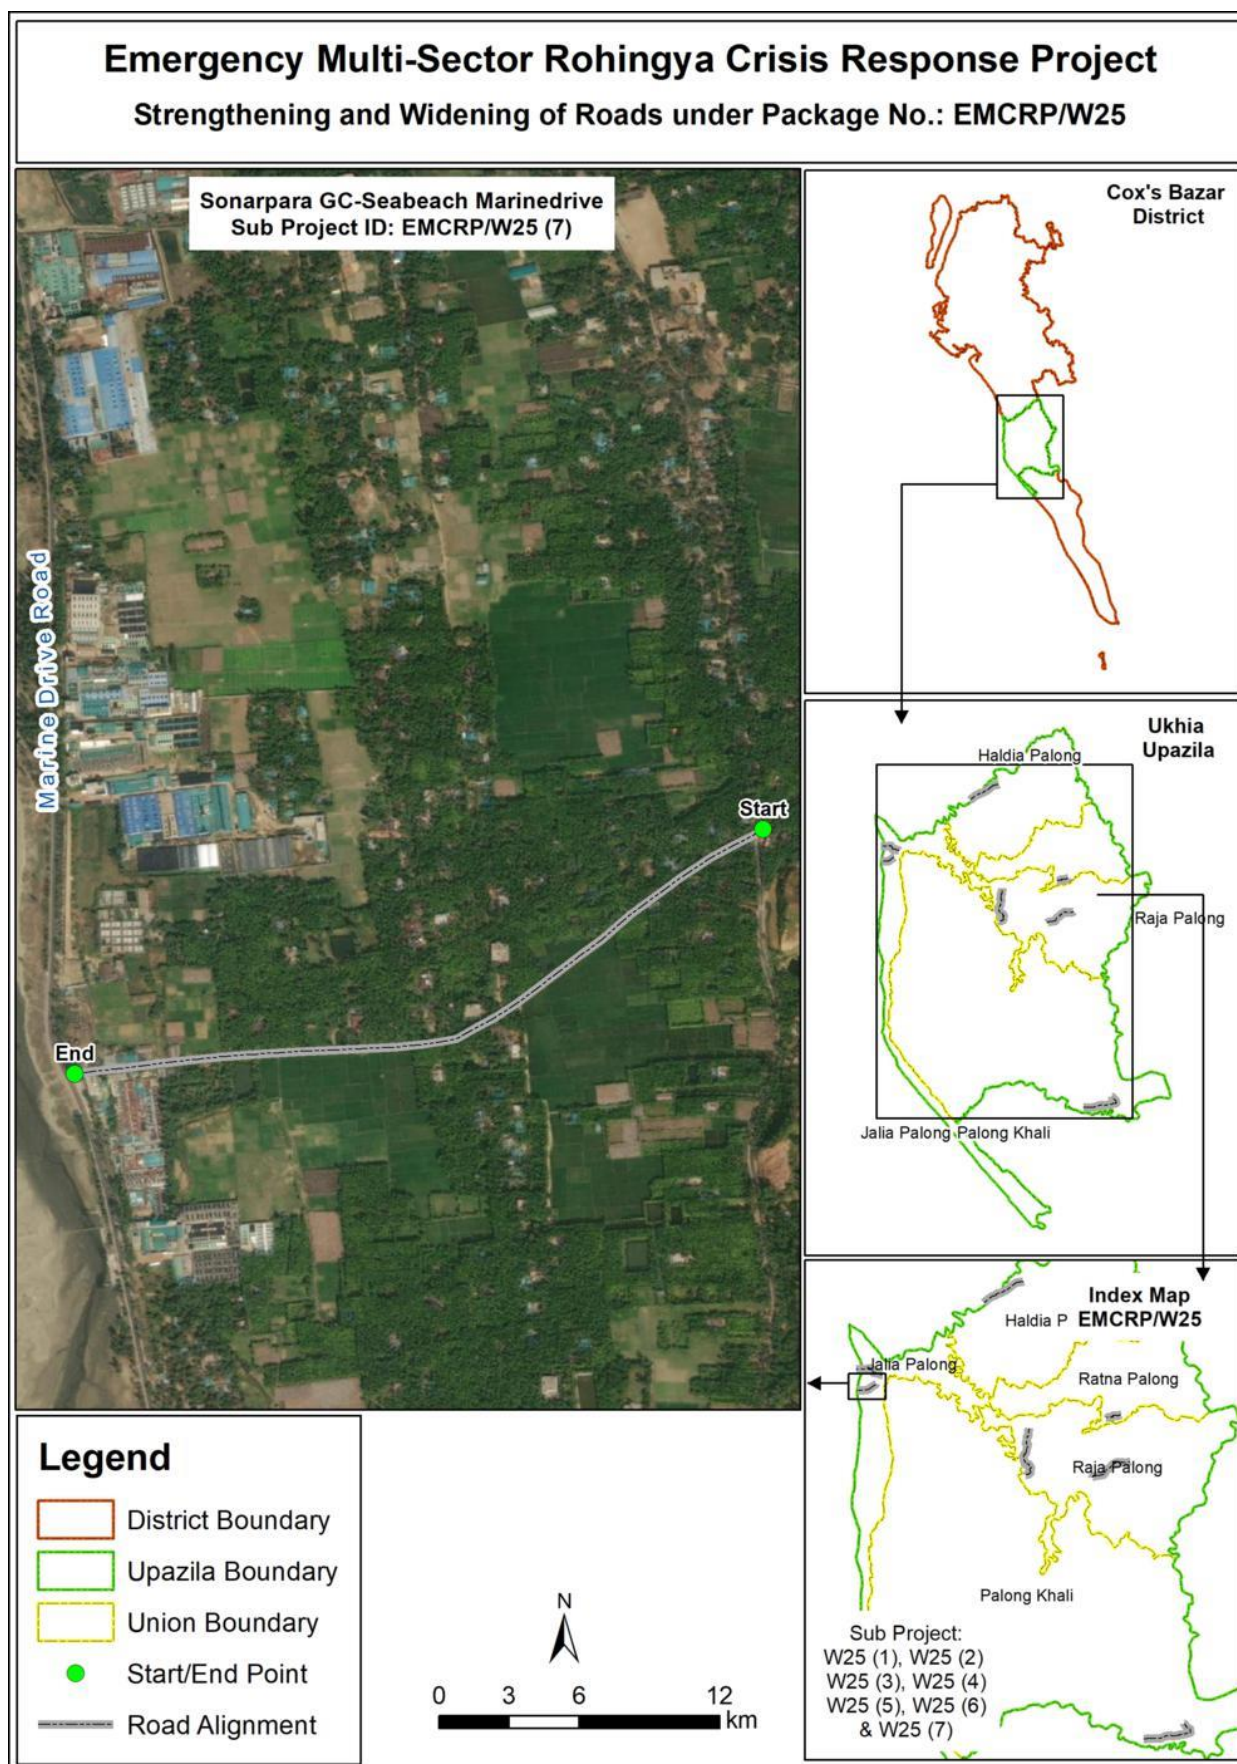 Emergency Multi-Sector Rohingya Crisis Response Project
Strengthening and Widening of Roads under Package No.: EMCRP/W25
Sonarpara GC-Seabeach Marinedrive
Sub Project ID: EMCRP/W25 (7)
Marine Drive Road
Start
End
Cox's Bazar
District
Ukhia
Upazila
Haldia Palong
Raja Palong
Jalia Palong Palong Khali
Index Map
EMCRP/W25
Haldia P
Jalia Palong
Ratna Palong
Raja Palong
Palong Khali
Sub Project:
W25 (1), W25 (2)
W25 (3), W25 (4)
W25 (5), W25 (6)
& W25 (7)
Legend
District Boundary
Upazila Boundary
Union Boundary
Start/End Point
Road Alignment
N
0 3 6 12
km